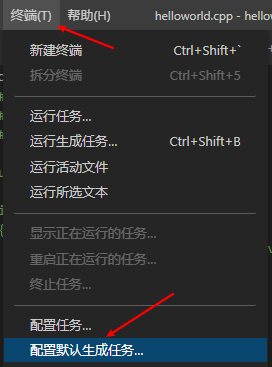 终端(T) 帮助(H) helloworld.cpp - hellow
新建终端 Ctrl+Shift+`
拆分终端 Ctrl+Shift+5
运行任务...
运行生成任务... Ctrl+Shift+B
运行活动文件
运行所选文本
显示正在运行的任务...
重启正在运行的任务...
终止任务...
配置任务...
配置默认生成任务...